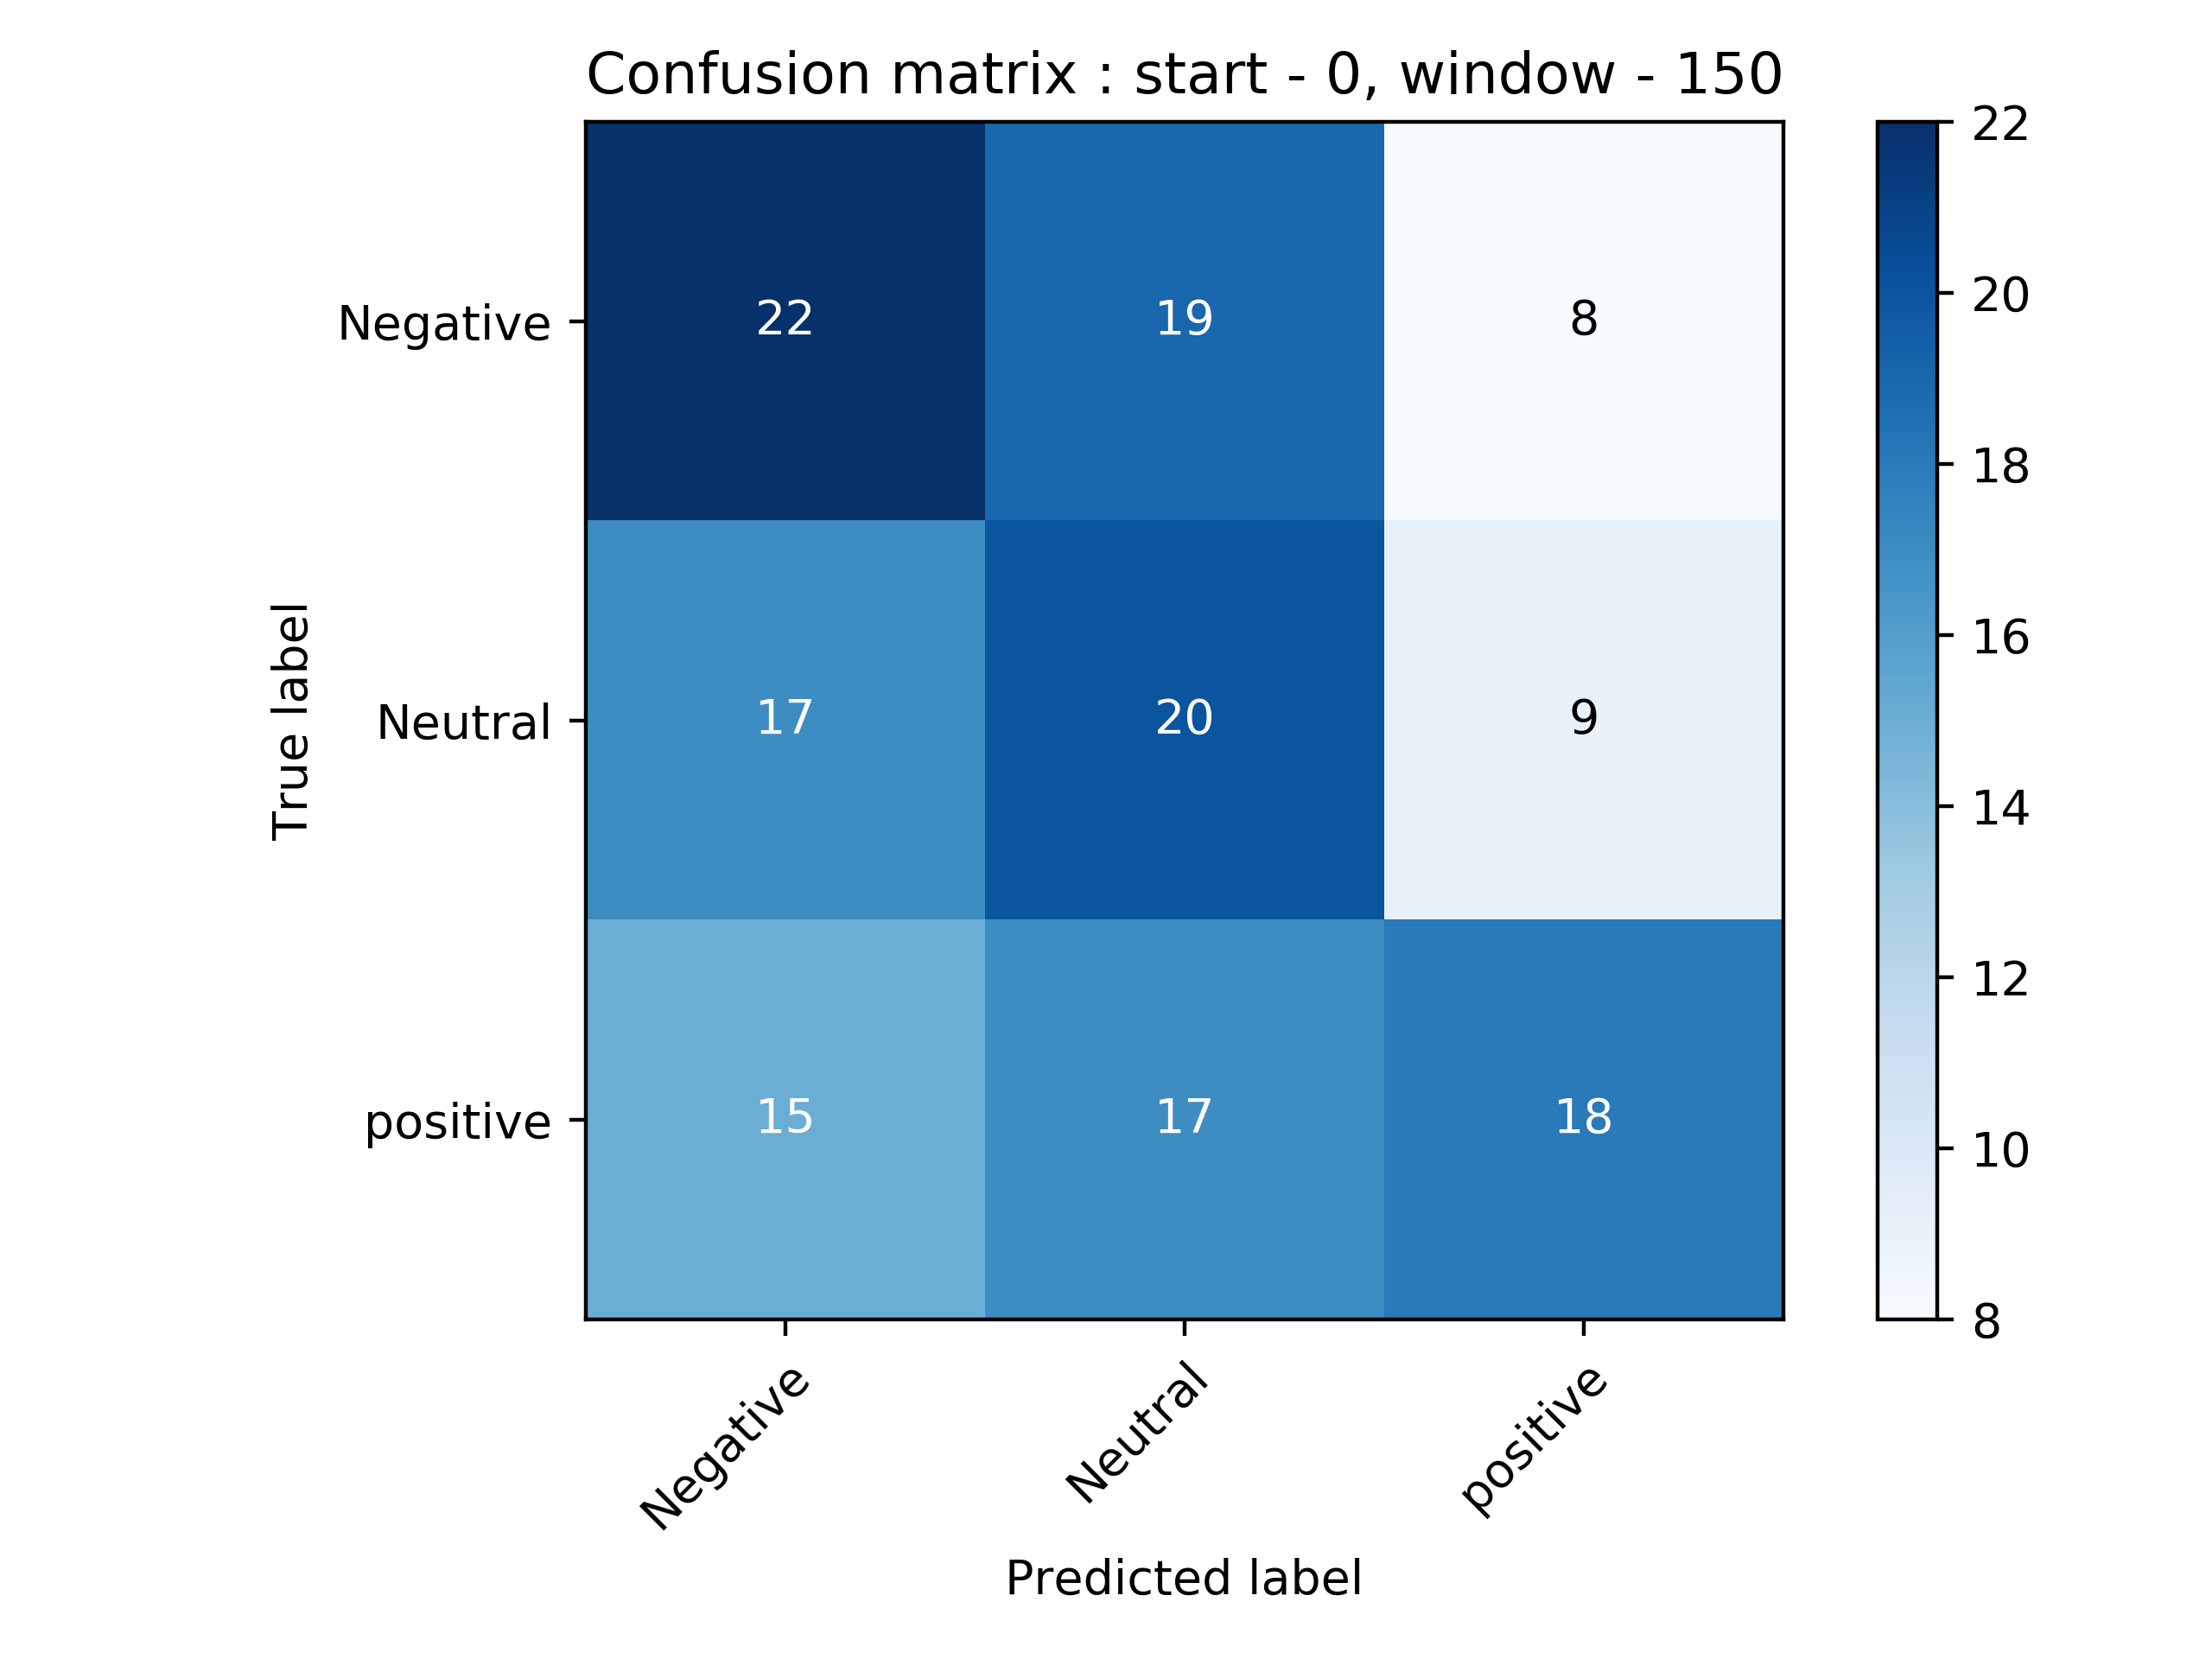 Confusion matrix : start - 0, window - 150
True label
Negative
22
19
8
Neutral
17
20
9
positive
15
17
18
Negative
Neutral
positive
Predicted label
22
20
18
16
14
12
10
8